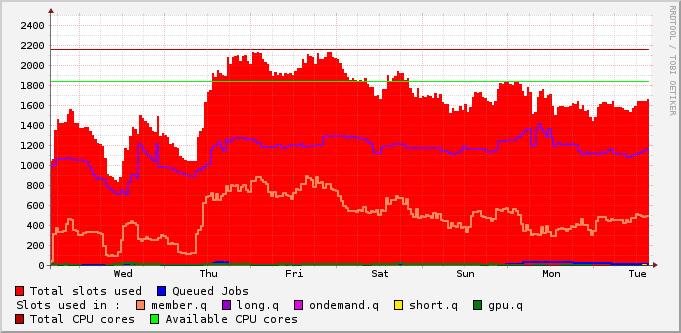 RRDTOOL / TOBI OETIKER
2400
2200
2000
1800
1600
1400
1200
1000
800
600
400
200
0
Wed Thu Fri Sat Sun Mon Tue
Total slots used Queued Jobs
Slots used in : member.q long.q ondemand.q short.q gpu.q
Total CPU cores Available CPU cores